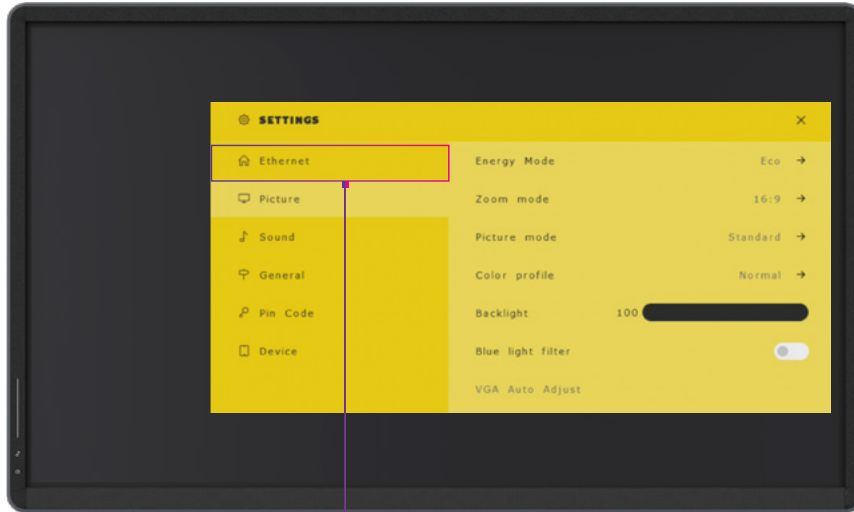 SETTINGS
Ethernet
Picture
Sound
General
Pin Code
Device
Energy Mode Eco
Zoom mode 16:9
Picture mode Standard
Color profile Normal
Backlight 100
Blue light filter
VGA Auto Adjust